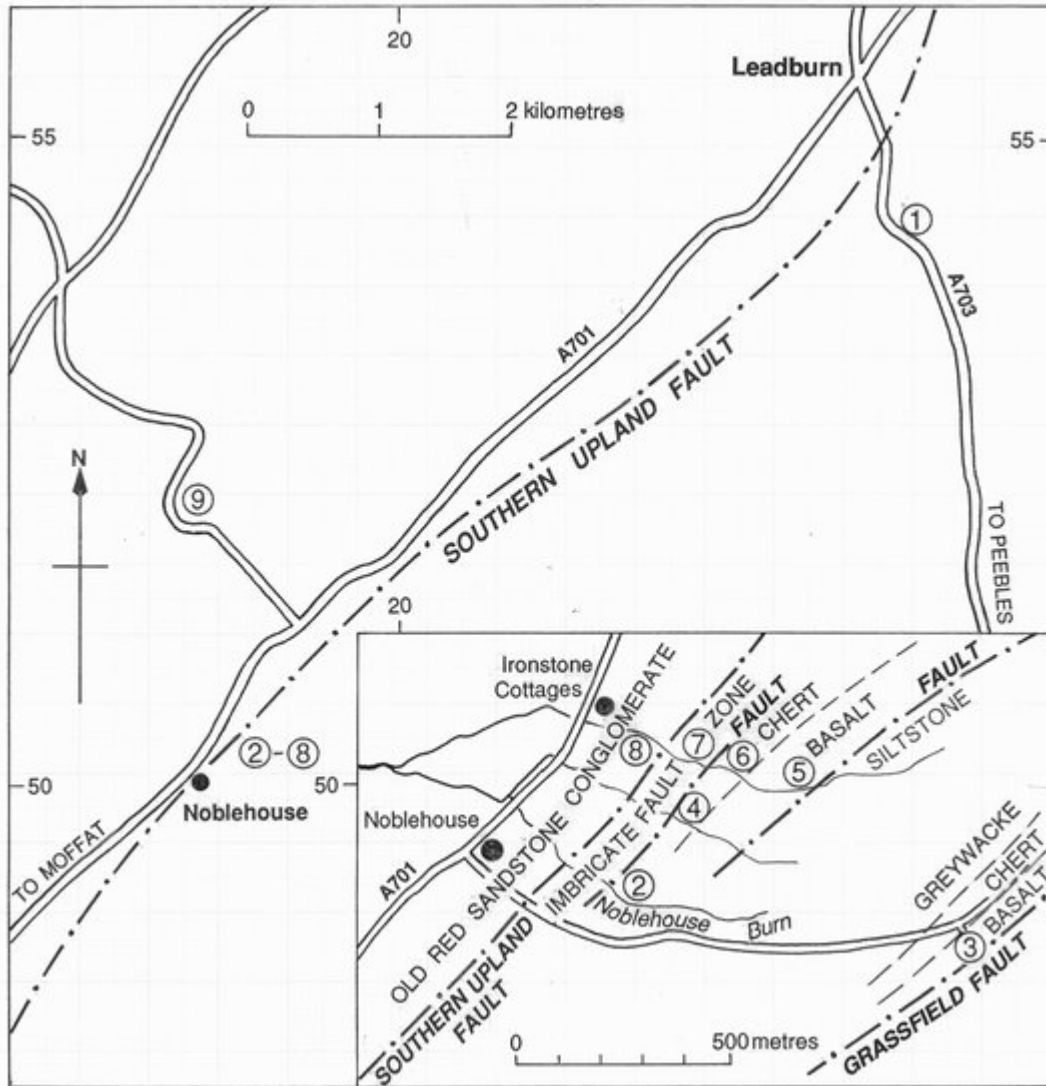 20
Leadburn
0 1 2 kilometres
55
55
①
A703
A701
SOUTHERN UPLAND FAULT
N
⑨
TO PEEBLES
②-⑧
50
Noblehouse
TO MOFFAT
20
Ironstone
Cottages
50
Noblehouse
A701
OLD RED SANDSTONE CONGLOMERATE
SOUTHERN UPLAND
FAULT
IMBRICATE FAULT ZONE
FAULT
CHERT
BASALT
FAULT
SILTSTONE
⑧
⑦
⑥
⑤
④
②
Noblehouse Burn
GREYWACKE
CHERT
BASALT
③
GRASSFIELD FAULT
0 500 metres